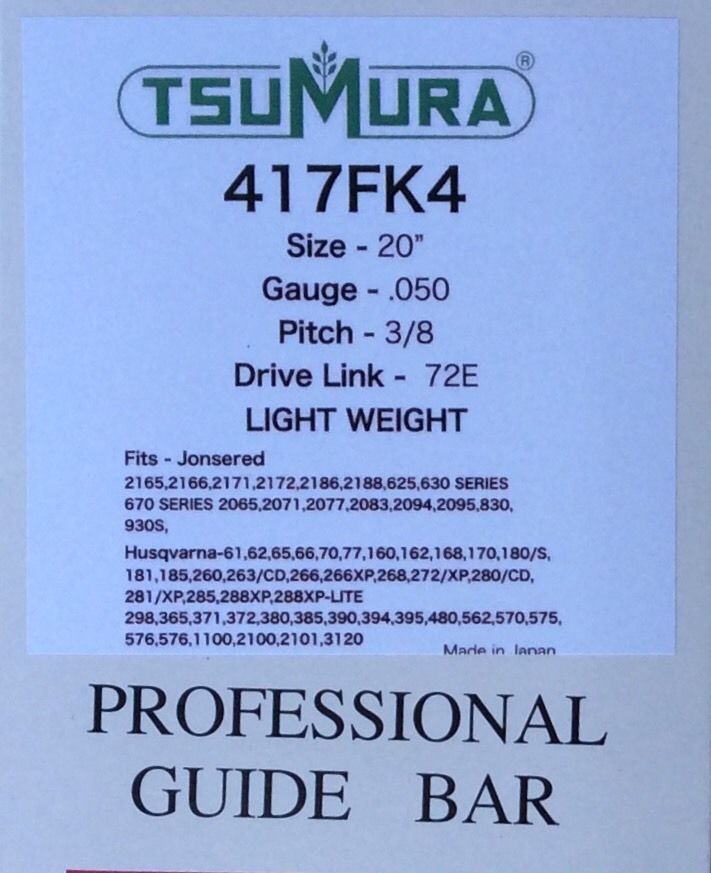 TSUMURA®
417FK4
Size - 20”
Gauge - .050
Pitch - 3/8
Drive Link - 72E
LIGHT WEIGHT
Fits - Jonsered
2165,2166,2171,2172,2186,2188,625,630 SERIES
670 SERIES 2065,2071,2077,2083,2094,2095,830,
930S,
Husqvarna-61,62,65,66,70,77,160,162,168,170,180/S,
181,185,260,263/CD,266,266XP,268,272/XP,280/CD,
281/XP,285,288XP,288XP-LITE
298,365,371,372,380,385,390,394,395,480,562,570,575,
576,576,1100,2100,2101,3120
Made in Japan
PROFESSIONAL
GUIDE BAR